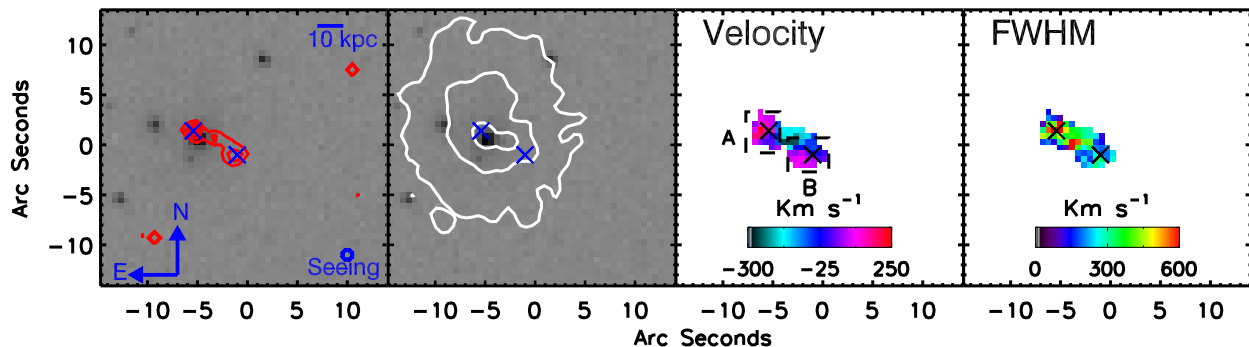 10 kpc
Velocity
FWHM
Arc Seconds
10
5
0
−5
−10
N
E
Seeing
A
B
Km s⁻¹
−300 −25 250
Km s⁻¹
0 300 600
−10 −5 0 5 10
−10 −5 0 5 10
−10 −5 0 5 10
−10 −5 0 5 10
Arc Seconds